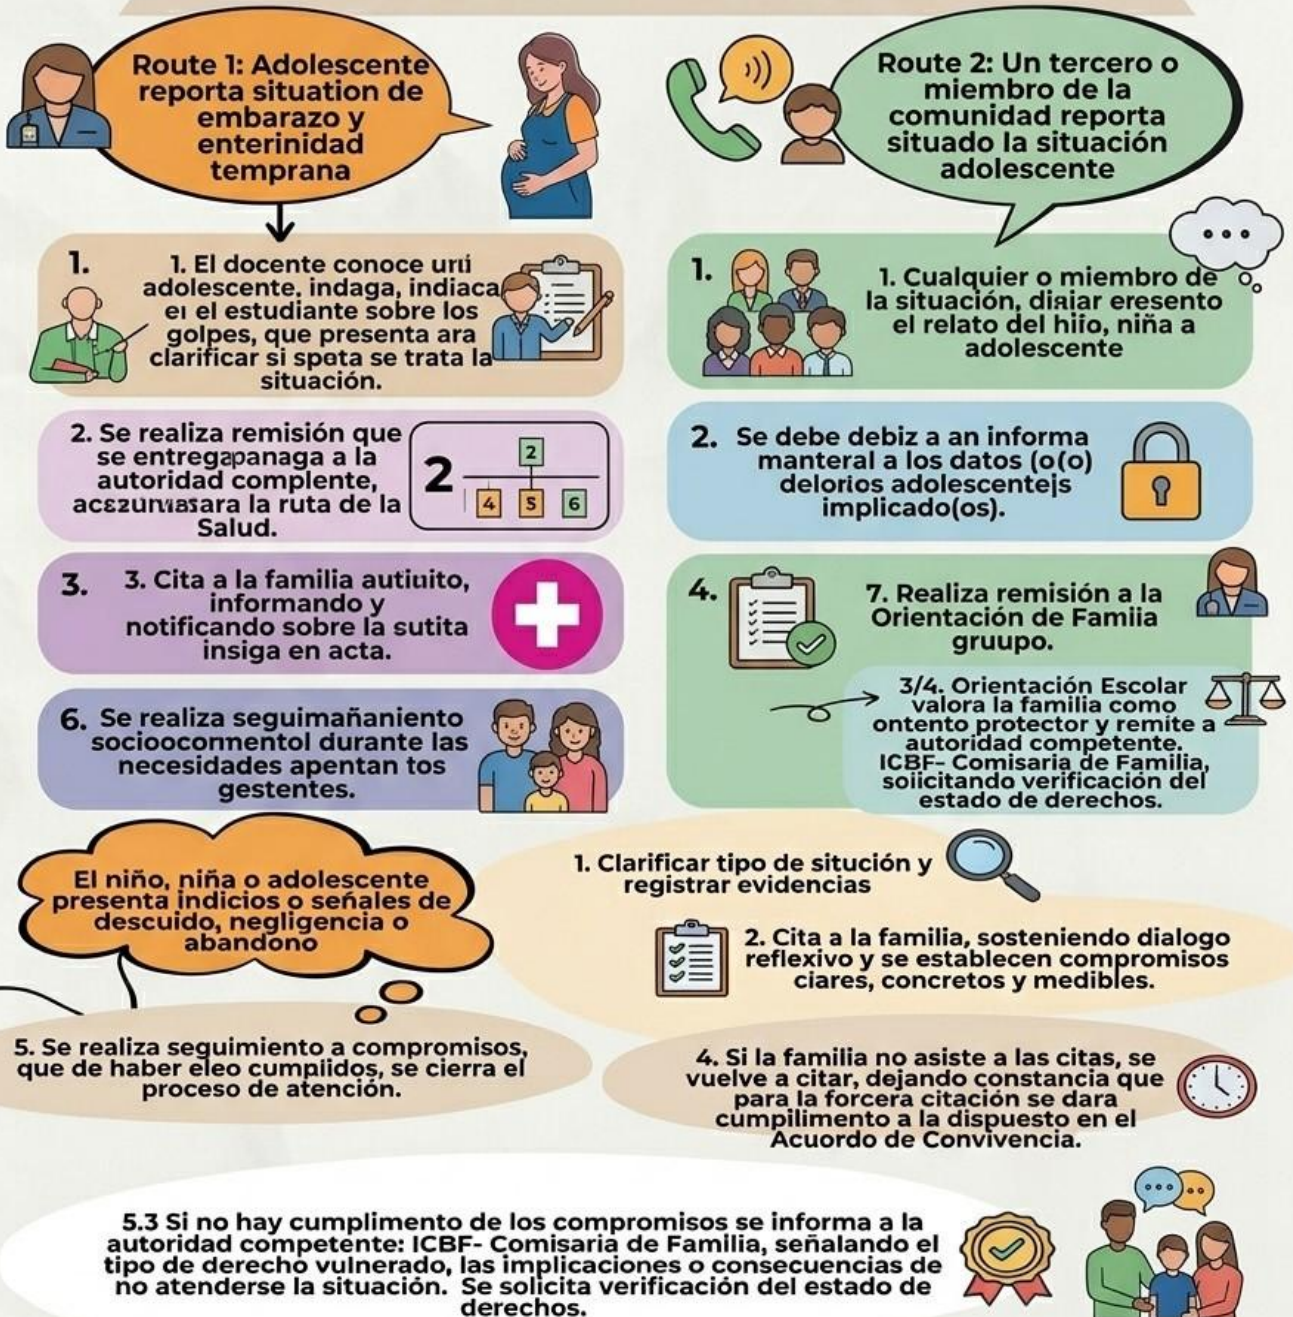 Route 1: Adolescente
reporta situation de
embarazo y
enterinidad
temprana
1.
1. El docente conoce
adolescente, indaga, indiaca
el estudiante sobre los
golpes, que presenta ara
clarificar si spota se trata la
situación.
2. Se realiza remisión que
se entregapanaga a la
autoridad complente,
la ruta de la
Salud.
2
2
4 5 6
3.
3. Cita a la familia
informando y
notificando sobre la sutita
insiga en acta.
6. Se realiza seguimañaniento
socioocormentol durante las
necesidades apentan tos
gestentes.
Route 2: Un tercero o
miembro de la
comunidad reporta
situado la situación
adolescente
1.
1. Cualquier o miembro de
la situación, eresento
el relato del hiío, niña a
adolescente
2. Se debe debiz a an informa
manteral a los datos (o(o)
delorios adolescentejs
implicado(os).
4.
7. Realiza remisión a la
Orientación de Famiia
gruupo.
3/4. Orientación Escolar
valora la familia como
ontento protector y remite a
autoridad competente.
ICBF- Comisaria de Familia,
soiicitando verificación del
estado de derechos.
El niño, niña o adolescente
presenta indicios o señales de
descuido, negligencia o
abandono
1. Clarificar tipo de situción y
registrar evidencias
2. Cita a la familia, sosteniendo dialogo
reflexivo y se establecen compromisos
ciares, concretos y medibles.
5. Se realiza seguimiento a compromisos,
que de haber eleo cumpiidos, se cierra el
proceso de atención.
4. Si la familia no asiste a las citas, se
vuelve a citar, dejando constancia que
para la forcera citación se dara
cumpilimento a la dispuesto en el
Acuordo de Convivencia.
5.3 Si no hay cumplimento de los compromisos se informa a la
autoridad competente: ICBF- Comisaria de Familia, señalando el
tipo de derecho vulnerado, las implicaciones o consecuencias de
no atenderse la situación. Se solicita verificación del estado de
derechos.